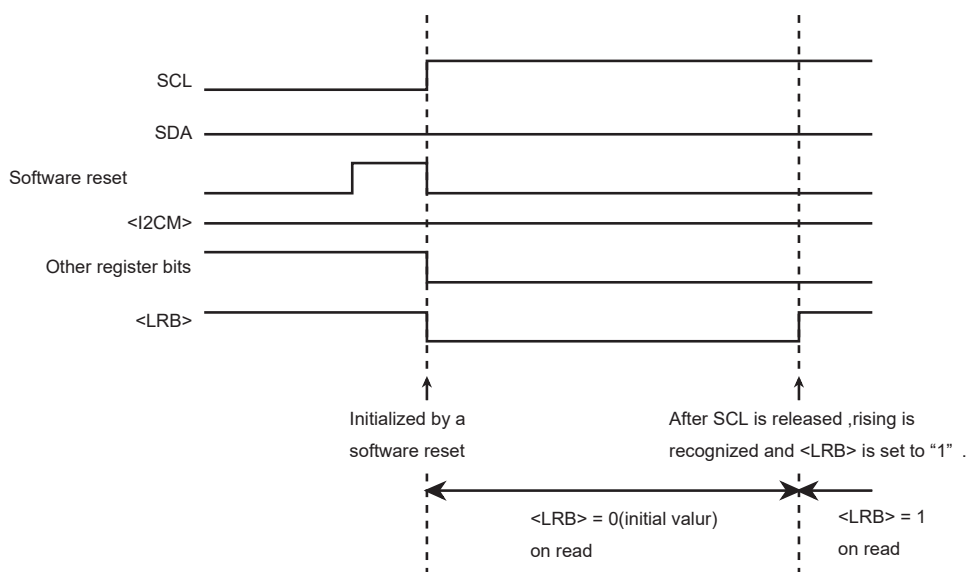 SCL
SDA
Software reset
<I2CM>
Other register bits
<LRB>
Initialized by a
software reset
After SCL is released ,rising is
recognized and <LRB> is set to “1” .
<LRB> = 0(initial valur)
on read
<LRB> = 1
on read